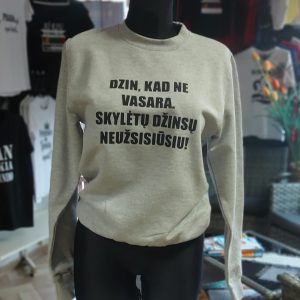 DZIN, KAD NE
VASARA.
SKYLĖTŲ DŽINSŲ
NEUŽSISIŪSIU!